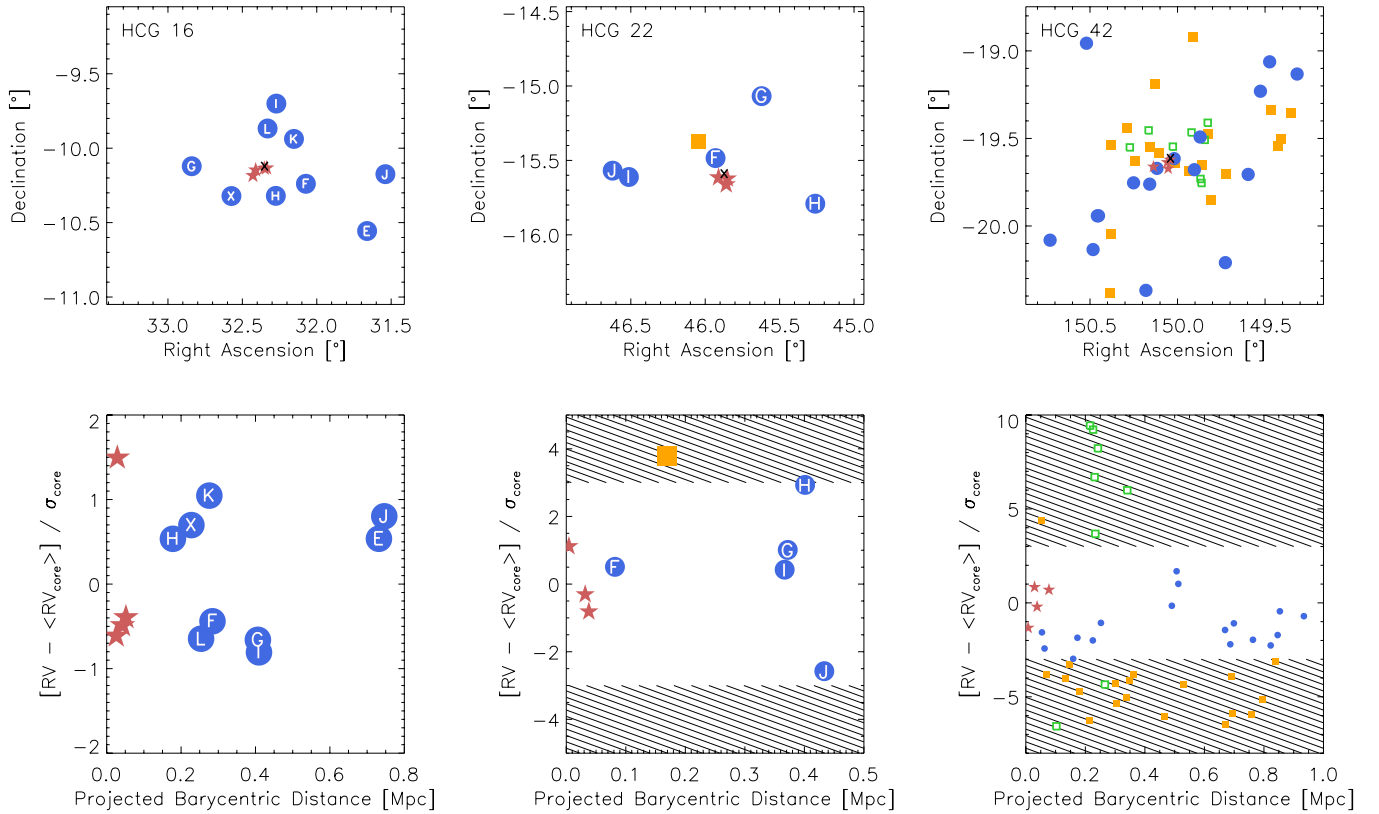 HCG 16
Declination [°]
−9.5
−10.0
−10.5
−11.0
I
L
K
G
X
H
F
J
E
33.0 32.5 32.0 31.5
Right Ascension [°]
HCG 22
Declination [°]
−14.5
−15.0
−15.5
−16.0
G
F
J
I
H
46.5 46.0 45.5 45.0
Right Ascension [°]
HCG 42
Declination [°]
−19.0
−19.5
−20.0
150.5 150.0 149.5
Right Ascension [°]
[RV − <RVcore>] / σcore
2
1
0
−1
−2
K
X
H
J
E
F
L
G
I
0.0 0.2 0.4 0.6 0.8
Projected Barycentric Distance [Mpc]
[RV − <RVcore>] / σcore
4
2
0
−2
−4
H
G
F
I
J
0.0 0.1 0.2 0.3 0.4 0.5
Projected Barycentric Distance [Mpc]
[RV − <RVcore>] / σcore
10
5
0
−5
0.0 0.2 0.4 0.6 0.8 1.0
Projected Barycentric Distance [Mpc]